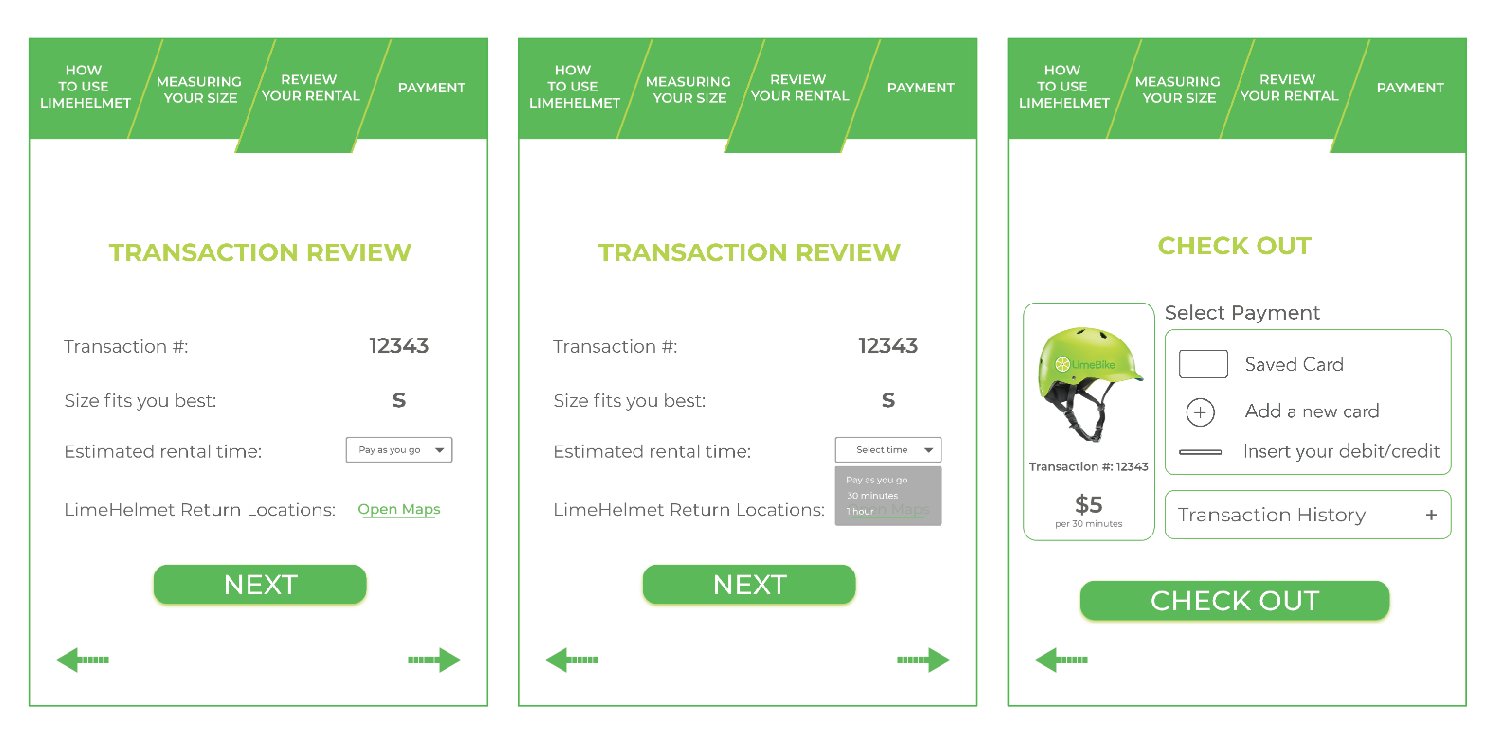 HOW
TO USE
LIMEHELMET
MEASURING
YOUR SIZE
REVIEW
YOUR RENTAL
PAYMENT
TRANSACTION REVIEW
Transaction #: 12343
Size fits you best: S
Estimated rental time: Pay as you go
LimeHelmet Return Locations: Open Maps
NEXT
HOW
TO USE
LIMEHELMET
MEASURING
YOUR SIZE
REVIEW
YOUR RENTAL
PAYMENT
TRANSACTION REVIEW
Transaction #: 12343
Size fits you best: S
Estimated rental time: Select time
Pay as you go
30 minutes
1 hour
LimeHelmet Return Locations: Open Maps
NEXT
HOW
TO USE
LIMEHELMET
MEASURING
YOUR SIZE
REVIEW
YOUR RENTAL
PAYMENT
CHECK OUT
LimeBike
Transaction #: 12343
$5
per 30 minutes
Select Payment
Saved Card
Add a new card
Insert your debit/credit
Transaction History +
CHECK OUT